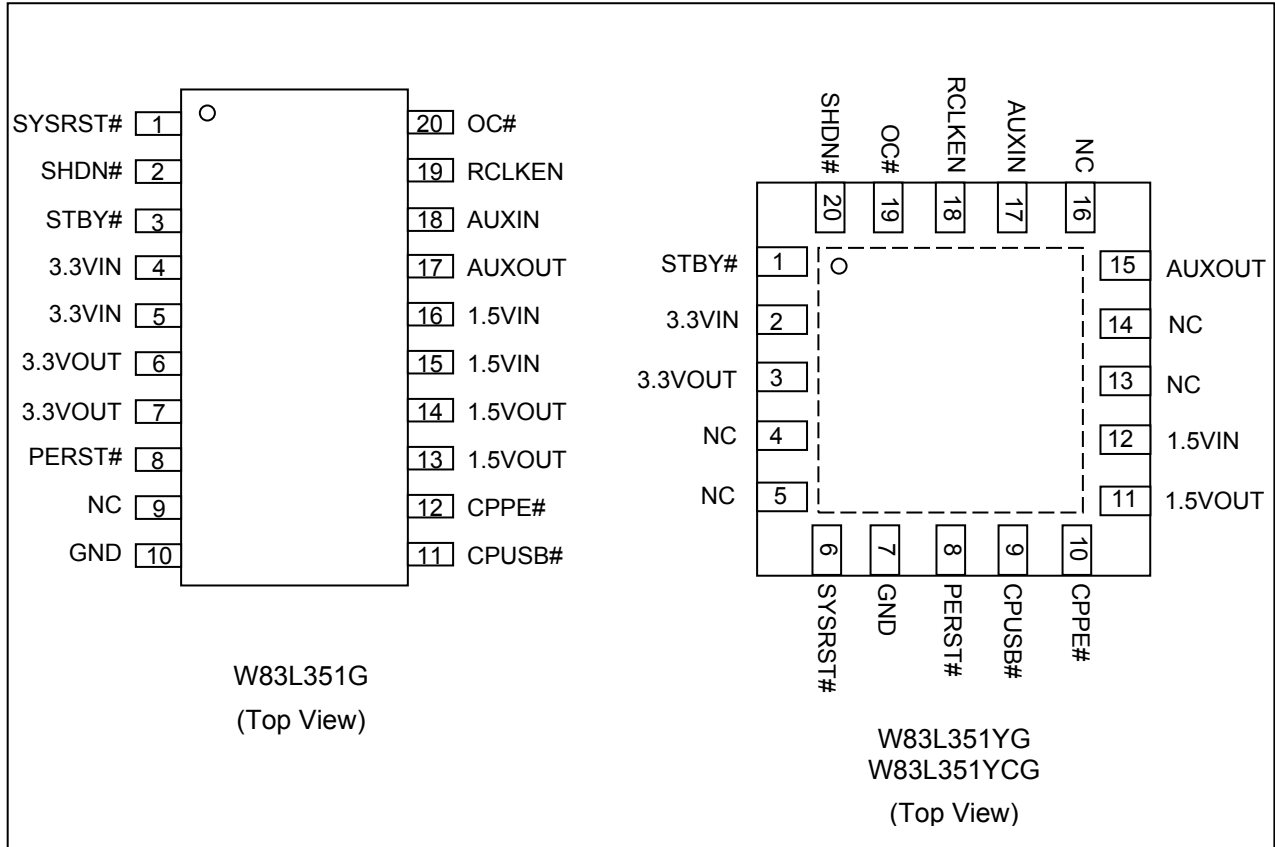 SYSRST# 1
SHDN# 2
STBY# 3
3.3VIN 4
3.3VIN 5
3.3VOUT 6
3.3VOUT 7
PERST# 8
NC 9
GND 10
20 OC#
19 RCLKEN
18 AUXIN
17 AUXOUT
16 1.5VIN
15 1.5VIN
14 1.5VOUT
13 1.5VOUT
12 CPPE#
11 CPUSB#
W83L351G
(Top View)
SHDN# OC# RCLKEN AUXIN NC
20 19 18 17 16
STBY# 1
3.3VIN 2
3.3VOUT 3
NC 4
NC 5
15 AUXOUT
14 NC
13 NC
12 1.5VIN
11 1.5VOUT
6 7 8 9 10
SYSRST# GND PERST# CPUSB# CPPE#
W83L351YG
W83L351YCG
(Top View)